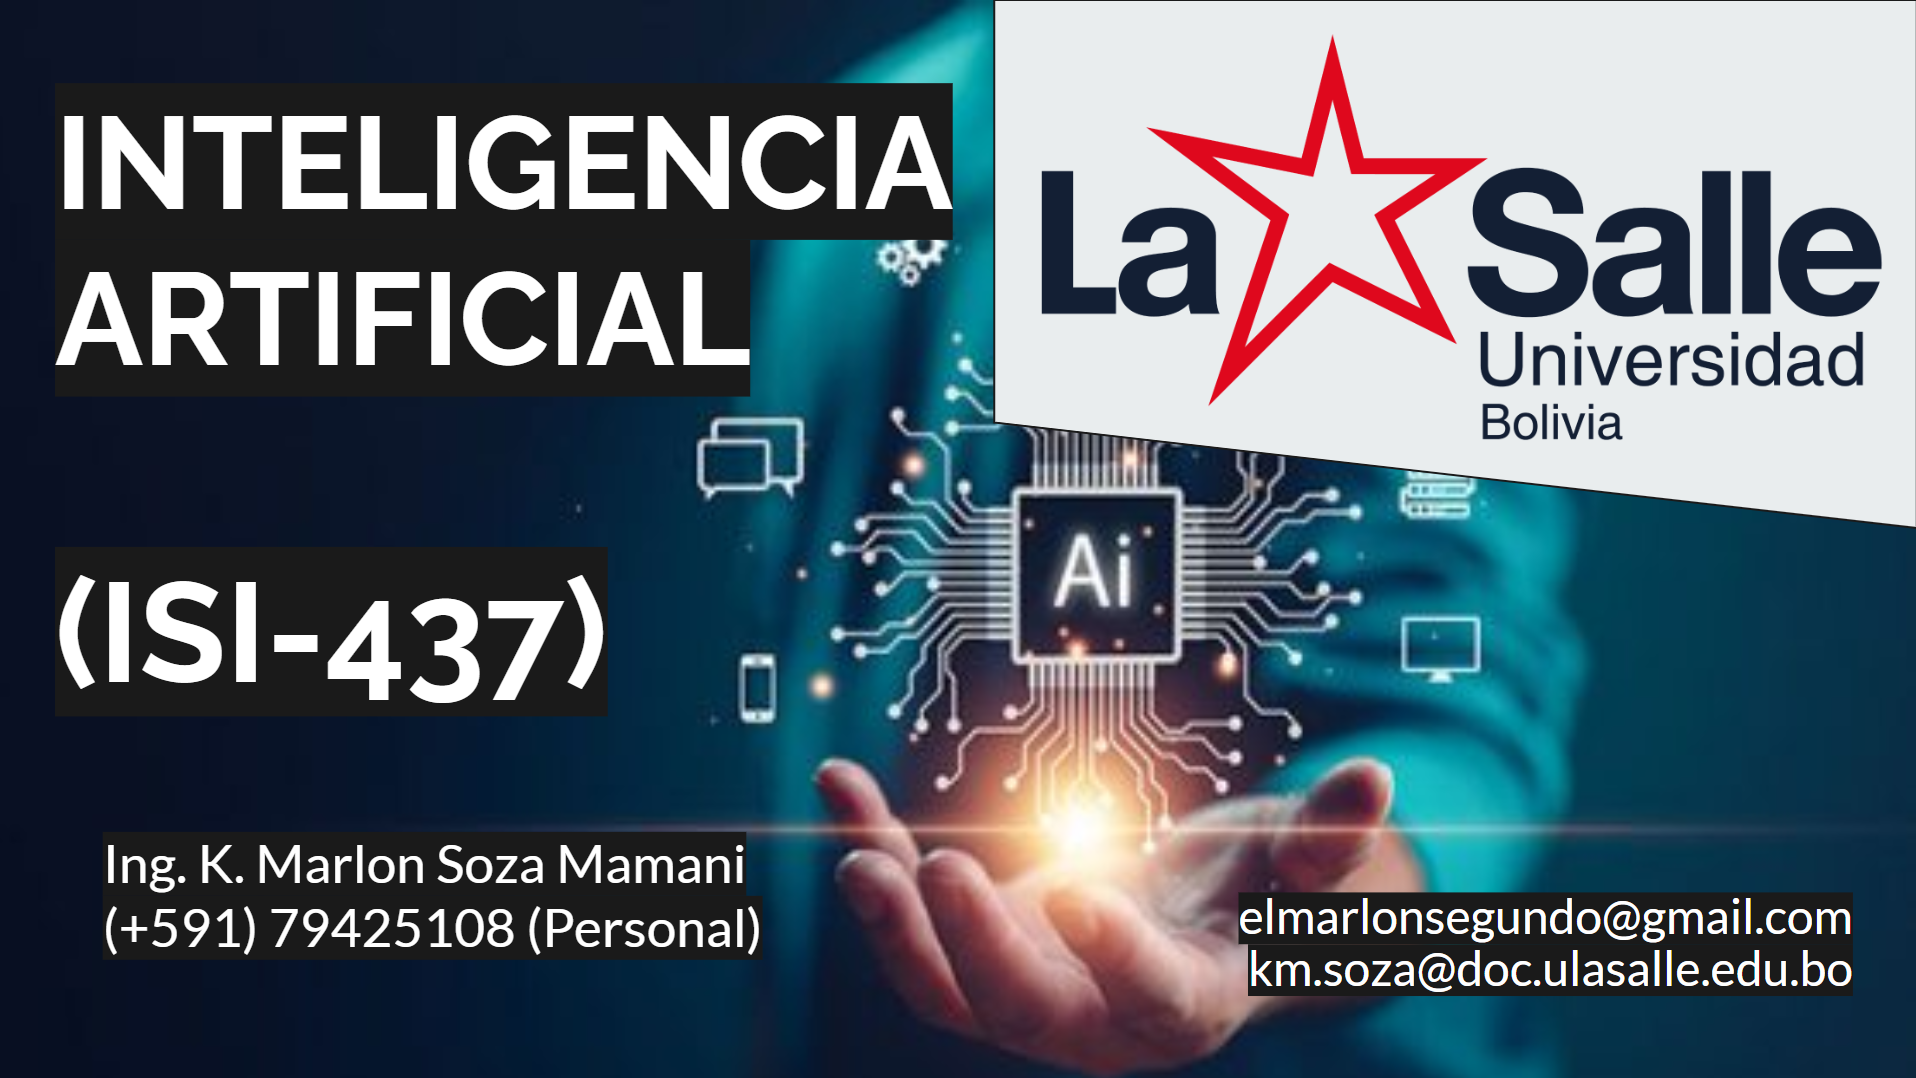 INTELIGENCIA
ARTIFICIAL
(ISI-437)
La Salle
Universidad
Bolivia
Ai
Ing. K. Marlon Soza Mamani
(+591) 79425108 (Personal)
elmarlonsegundo@gmail.com
km.soza@doc.ulasalle.edu.bo